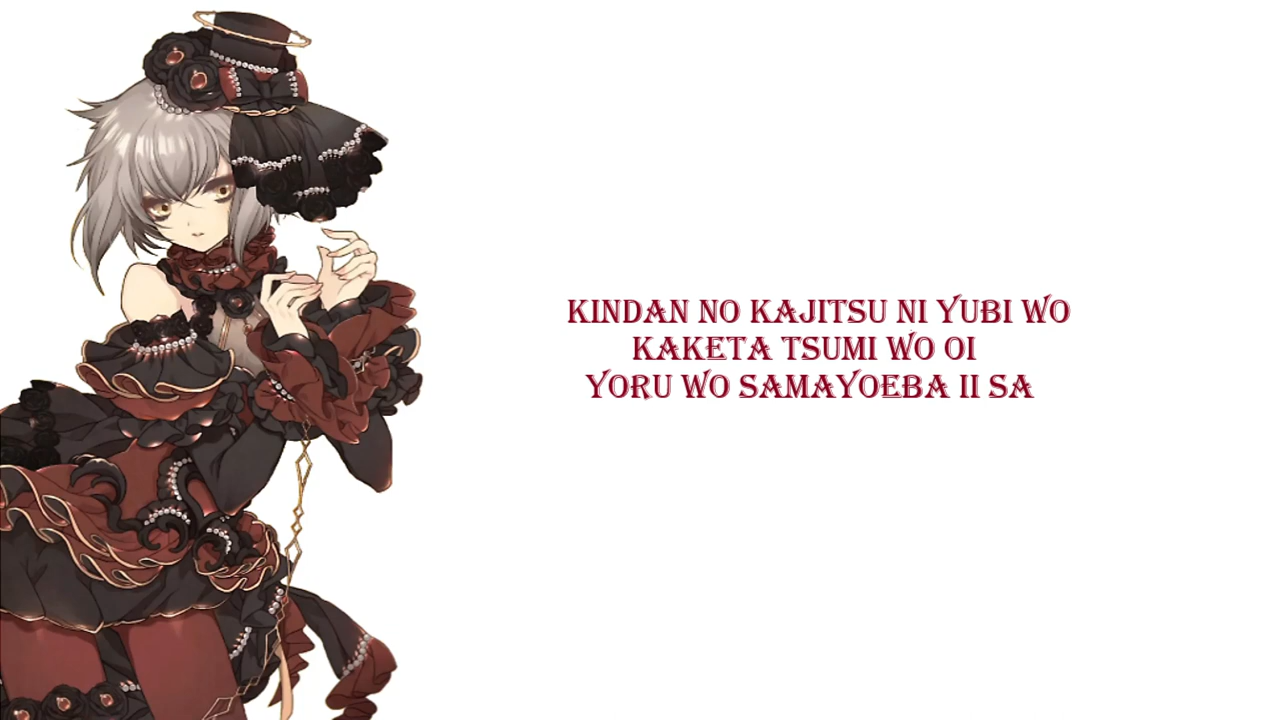 KINDAN NO KAJITSU NI YUBI WO
KAKETA TSUMI WO OI
YORU WO SAMAYOEBA II SA